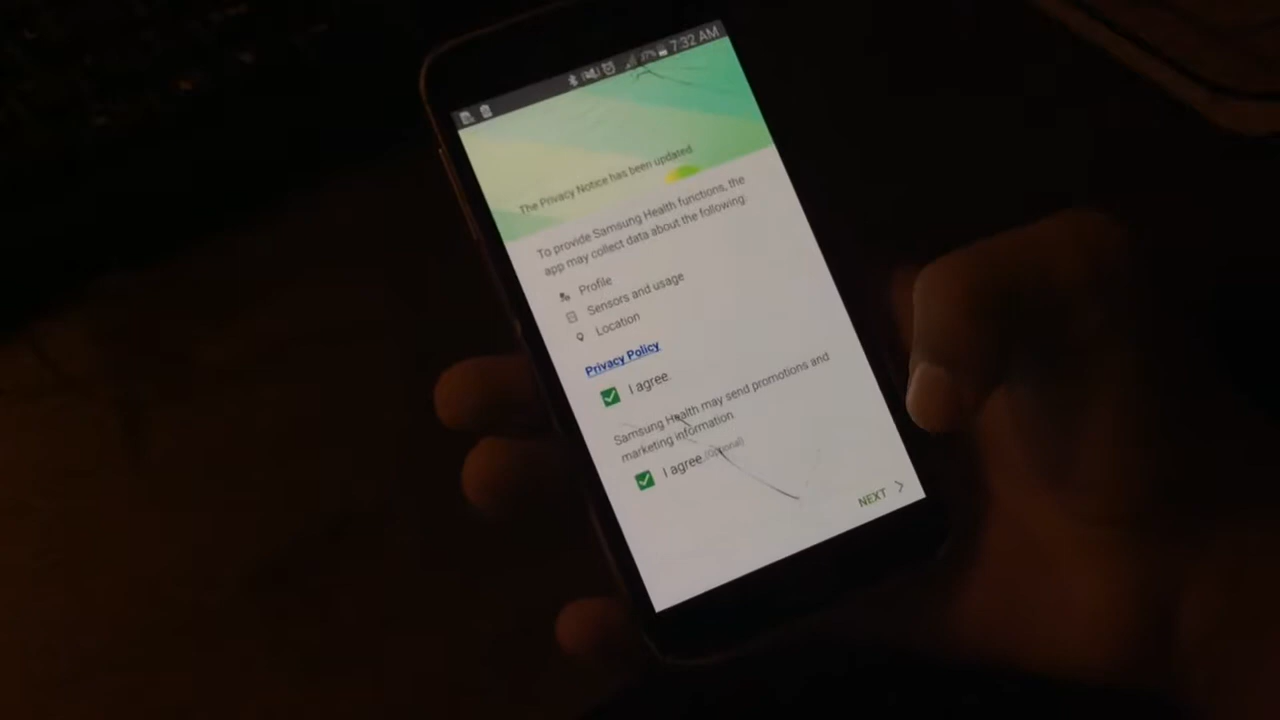 7:32 AM
The Privacy Notice has been updated
To provide Samsung Health functions, the
app may collect data about the following:
Profile
Sensors and usage
Location
Privacy Policy
I agree
Samsung Health may send promotions and
marketing information
I agree (Optional)
NEXT